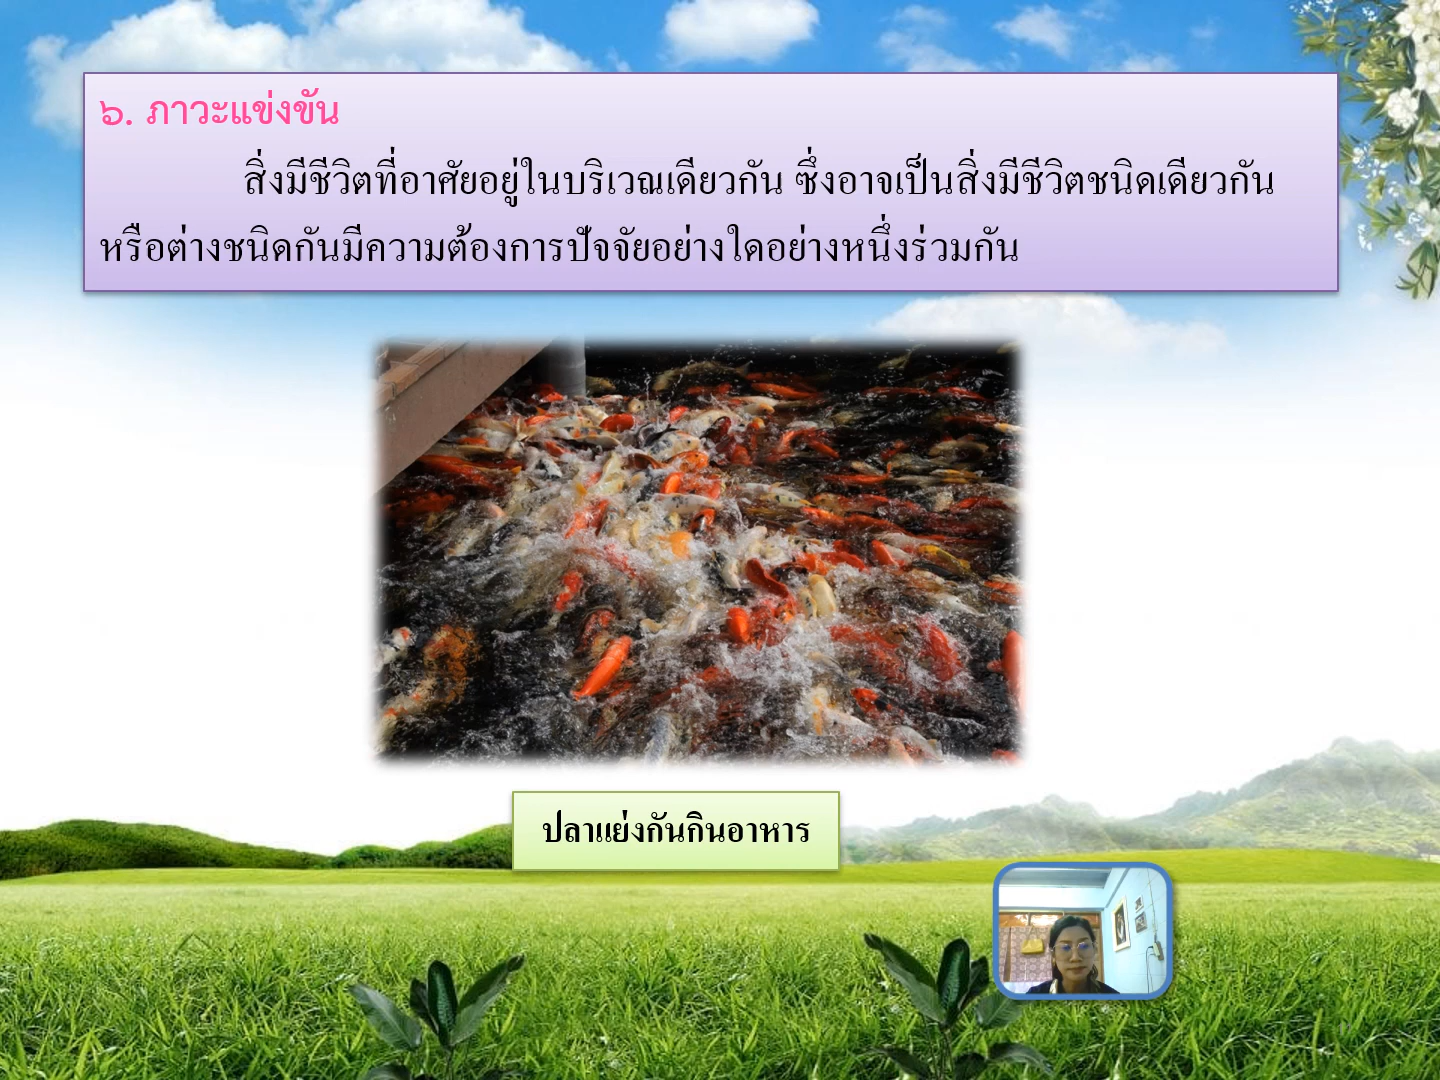 ๖. ภาวะแข่งขัน
สิ่งมีชีวิตที่อาศัยอยู่ในบริเวณเดียวกัน ซึ่งอาจเป็นสิ่งมีชีวิตชนิดเดียวกัน
หรือต่างชนิดกันมีความต้องการปัจจัยอย่างใดอย่างหนึ่งร่วมกัน
ปลาแย่งกันกินอาหาร